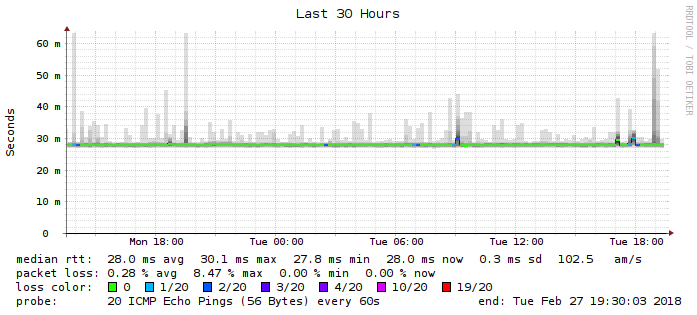 Last 30 Hours
RRDTOOL / TOBI OETIKER
Seconds
60 m
50 m
40 m
30 m
20 m
10 m
0
Mon 18:00 Tue 00:00 Tue 06:00 Tue 12:00 Tue 18:00
median rtt: 28.0 ms avg 30.1 ms max 27.8 ms min 28.0 ms now 0.3 ms sd 102.5 am/s
packet loss: 0.28 % avg 8.47 % max 0.00 % min 0.00 % now
loss color: 0 1/20 2/20 3/20 4/20 10/20 19/20
probe: 20 ICMP Echo Pings (56 Bytes) every 60s end: Tue Feb 27 19:30:03 2018